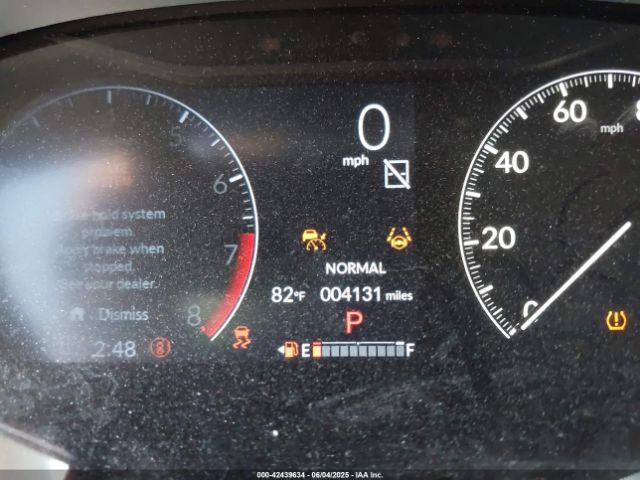 0
mph
5
6
7
8
hold system
problem.
brake when
your dealer.
Dismiss
2:48
NORMAL
82°F 004131 miles
P
E F
60
mph
40
20
0
000-42439634 - 06/04/2025 - IAA Inc.